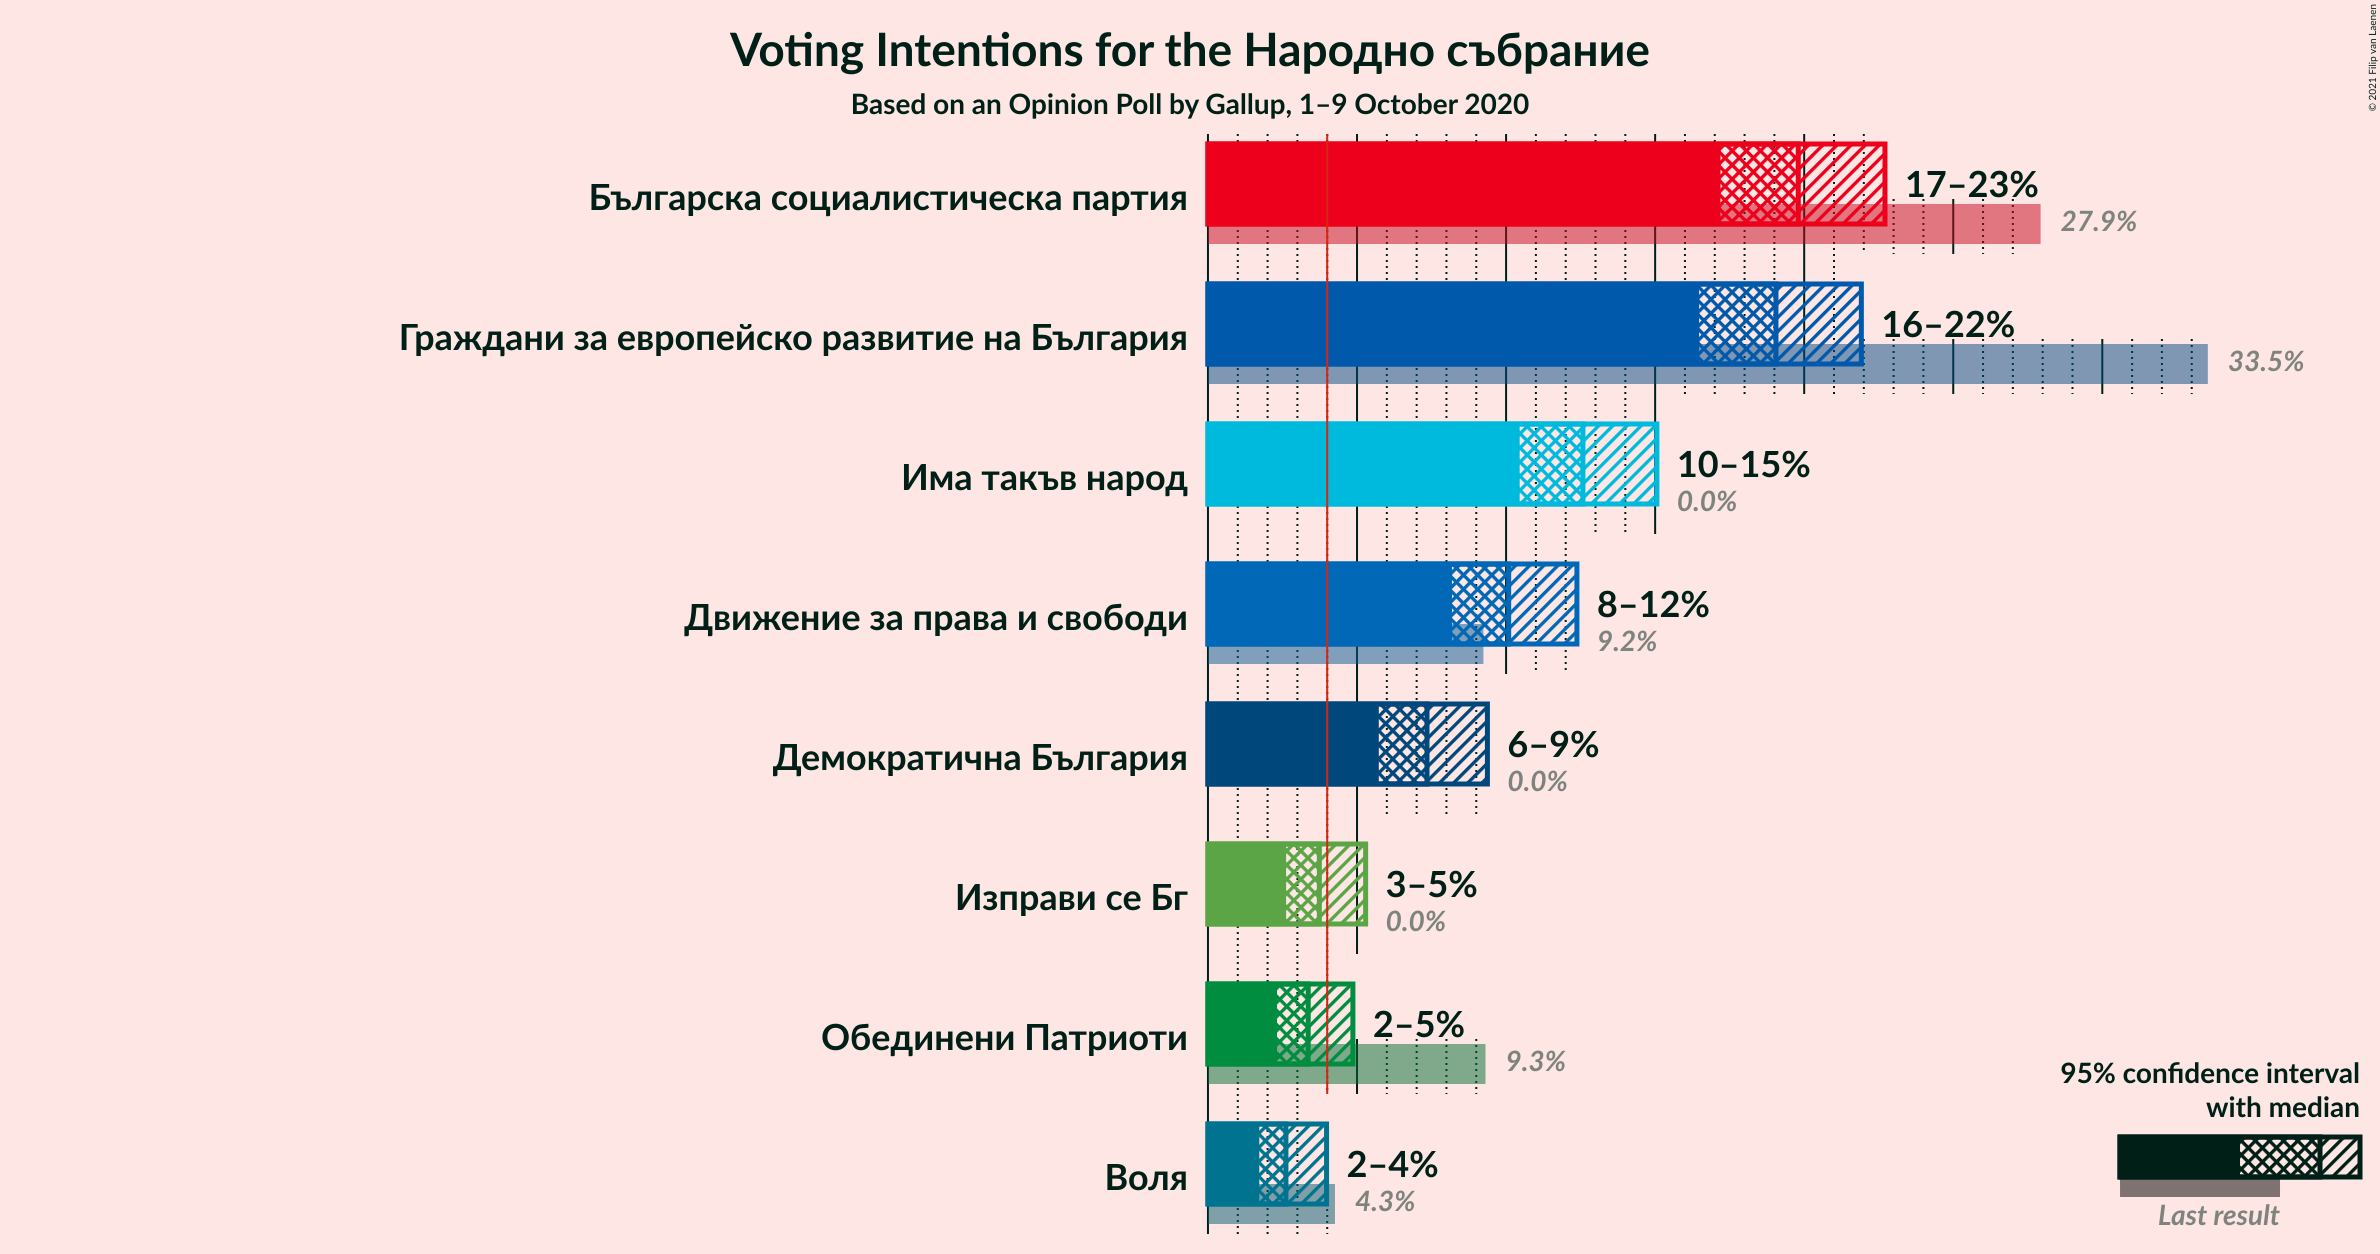 © 2021 Filip van Laenen
Voting Intentions for the Народно събрание
Based on an Opinion Poll by Gallup, 1–9 October 2020
Българска социалистическа партия
17–23%
27.9%
Граждани за европейско развитие на България
16–22%
33.5%
Има такъв народ
10–15%
0.0%
Движение за права и свободи
8–12%
9.2%
Демократична България
6–9%
0.0%
Изправи се Бг
3–5%
0.0%
Обединени Патриоти
2–5%
9.3%
Воля
2–4%
4.3%
95% confidence interval
with median
Last result